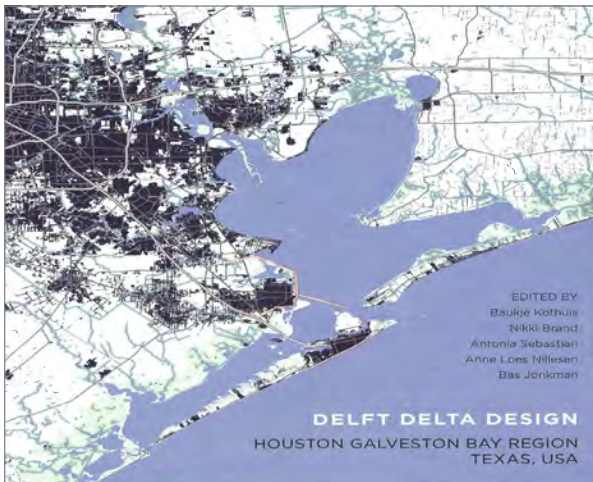 EDITED BY
Baukje Kothuis
Nikki Brand
Antonia Sebastian
Anne Loes Nillesen
Bas Jonkman
DELFT DELTA DESIGN
HOUSTON GALVESTON BAY REGION
TEXAS, USA